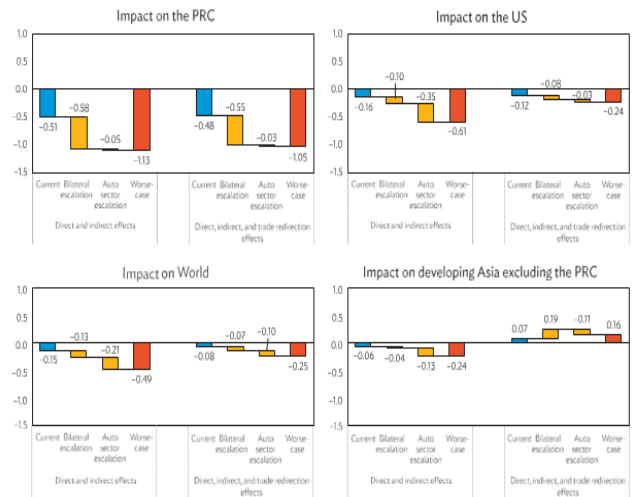 Impact on the PRC
1.0
0.5
0.0
-0.5
-1.0
-1.5
-0.51
-0.58
-0.05
-1.13
-0.48
-0.55
-0.03
-1.05
Current Bilateral escalation Auto sector escalation Worse-case
Current Bilateral escalation Auto sector escalation Worse-case
Direct and indirect effects
Direct, indirect, and trade redirection effects
Impact on the US
1.0
0.5
0.0
-0.5
-1.0
-1.5
-0.16
-0.10
-0.35
-0.61
-0.12
-0.08
-0.03
-0.24
Current Bilateral escalation Auto sector escalation Worse-case
Current Bilateral escalation Auto sector escalation Worse-case
Direct and indirect effects
Direct, indirect, and trade redirection effects
Impact on World
1.0
0.5
0.0
-0.5
-1.0
-1.5
-0.15
-0.13
-0.21
-0.49
-0.08
-0.07
-0.10
-0.25
Current Bilateral escalation Auto sector escalation Worse-case
Current Bilateral escalation Auto sector escalation Worse-case
Direct and indirect effects
Direct, indirect, and trade redirection effects
Impact on developing Asia excluding the PRC
1.0
0.5
0.0
-0.5
-1.0
-1.5
-0.06
-0.04
-0.13
-0.24
0.07
0.19
-0.11
0.16
Current Bilateral escalation Auto sector escalation Worse-case
Current Bilateral escalation Auto sector escalation Worse-case
Direct and indirect effects
Direct, indirect, and trade redirection effects